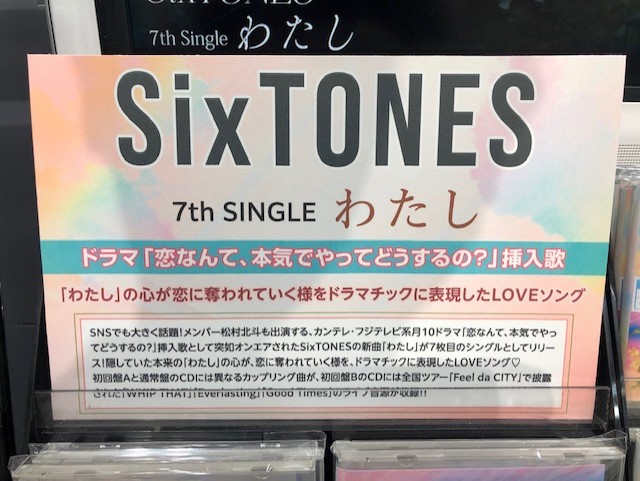 7th Single わたし
SixTONES
7th SINGLE わたし
ドラマ「恋なんて、本気でやってどうするの?」挿入歌
「わたし」の心が恋に奪われていく様をドラマチックに表現したLOVEソング
SNSでも大きく話題!メンバー松村北斗も出演する、カンテレ・フジテレビ系月10ドラマ「恋なんて、本気でやっ
てどうするの?」挿入歌として突如オンエアされたSixTONESの新曲「わたし」が7枚目のシングルとしてリリー
ス!隠していた本来の「わたし」の心が、恋に奪われていく様を、ドラマチックに表現したLOVEソング♡
初回盤Aと通常盤のCDには異なるカップリング曲が、初回盤BのCDには全国ツアー「Feel da CITY」で披露
された「WHIP THAT」「Everlasting」「Good Times」のライブ音源が収録!!